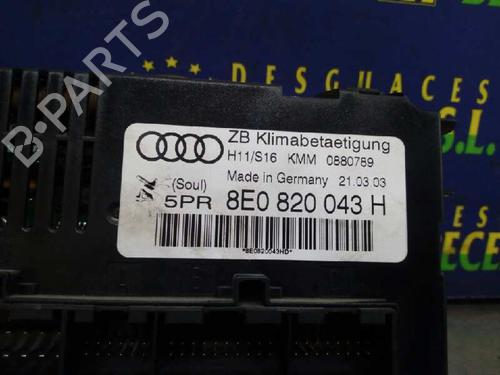 B-PARTS
DESGUACES
ZB Klimabetaetigung
H11/S16 KMM 0880789
Made in Germany 21.03.03
(Soul)
5PR 8E0 820 043 H
*8E0820043HD*